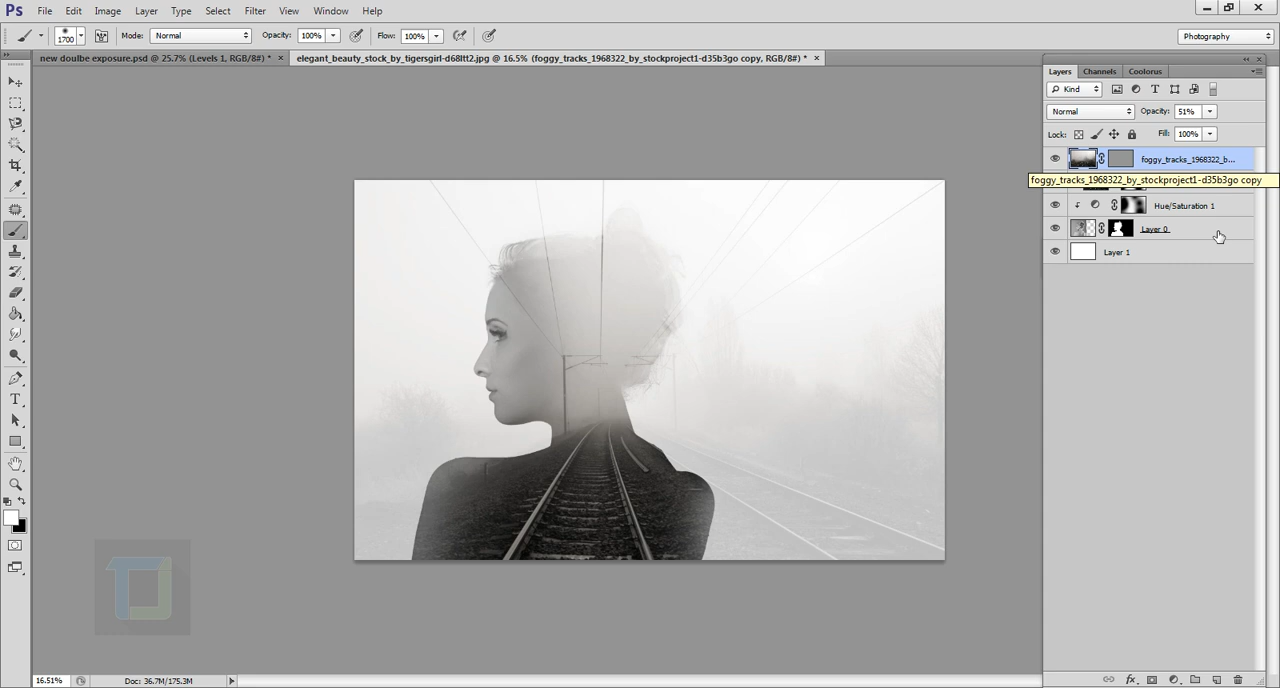 Ps File Edit Image Layer Type Select Filter View Window Help
1700 Mode: Normal Opacity: 100% Flow: 100% Photography
new doulbe exposure.psd @ 25.7% (Levels 1, RGB/8#) * × elegant_beauty_stock_by_tigersgirl-d68ltt2.jpg @ 16.5% (foggy_tracks_1968322_by_stockproject1-d35b3go copy, RGB/8#) * ×
Layers Channels Coolorus
Kind
Normal Opacity: 51%
Lock: Fill: 100%
foggy_tracks_1968322_b...
foggy_tracks_1968322_by_stockproject1-d35b3go copy
Hue/Saturation 1
Layer 0
Layer 1
16.51% Doc: 36.7M/175.3M